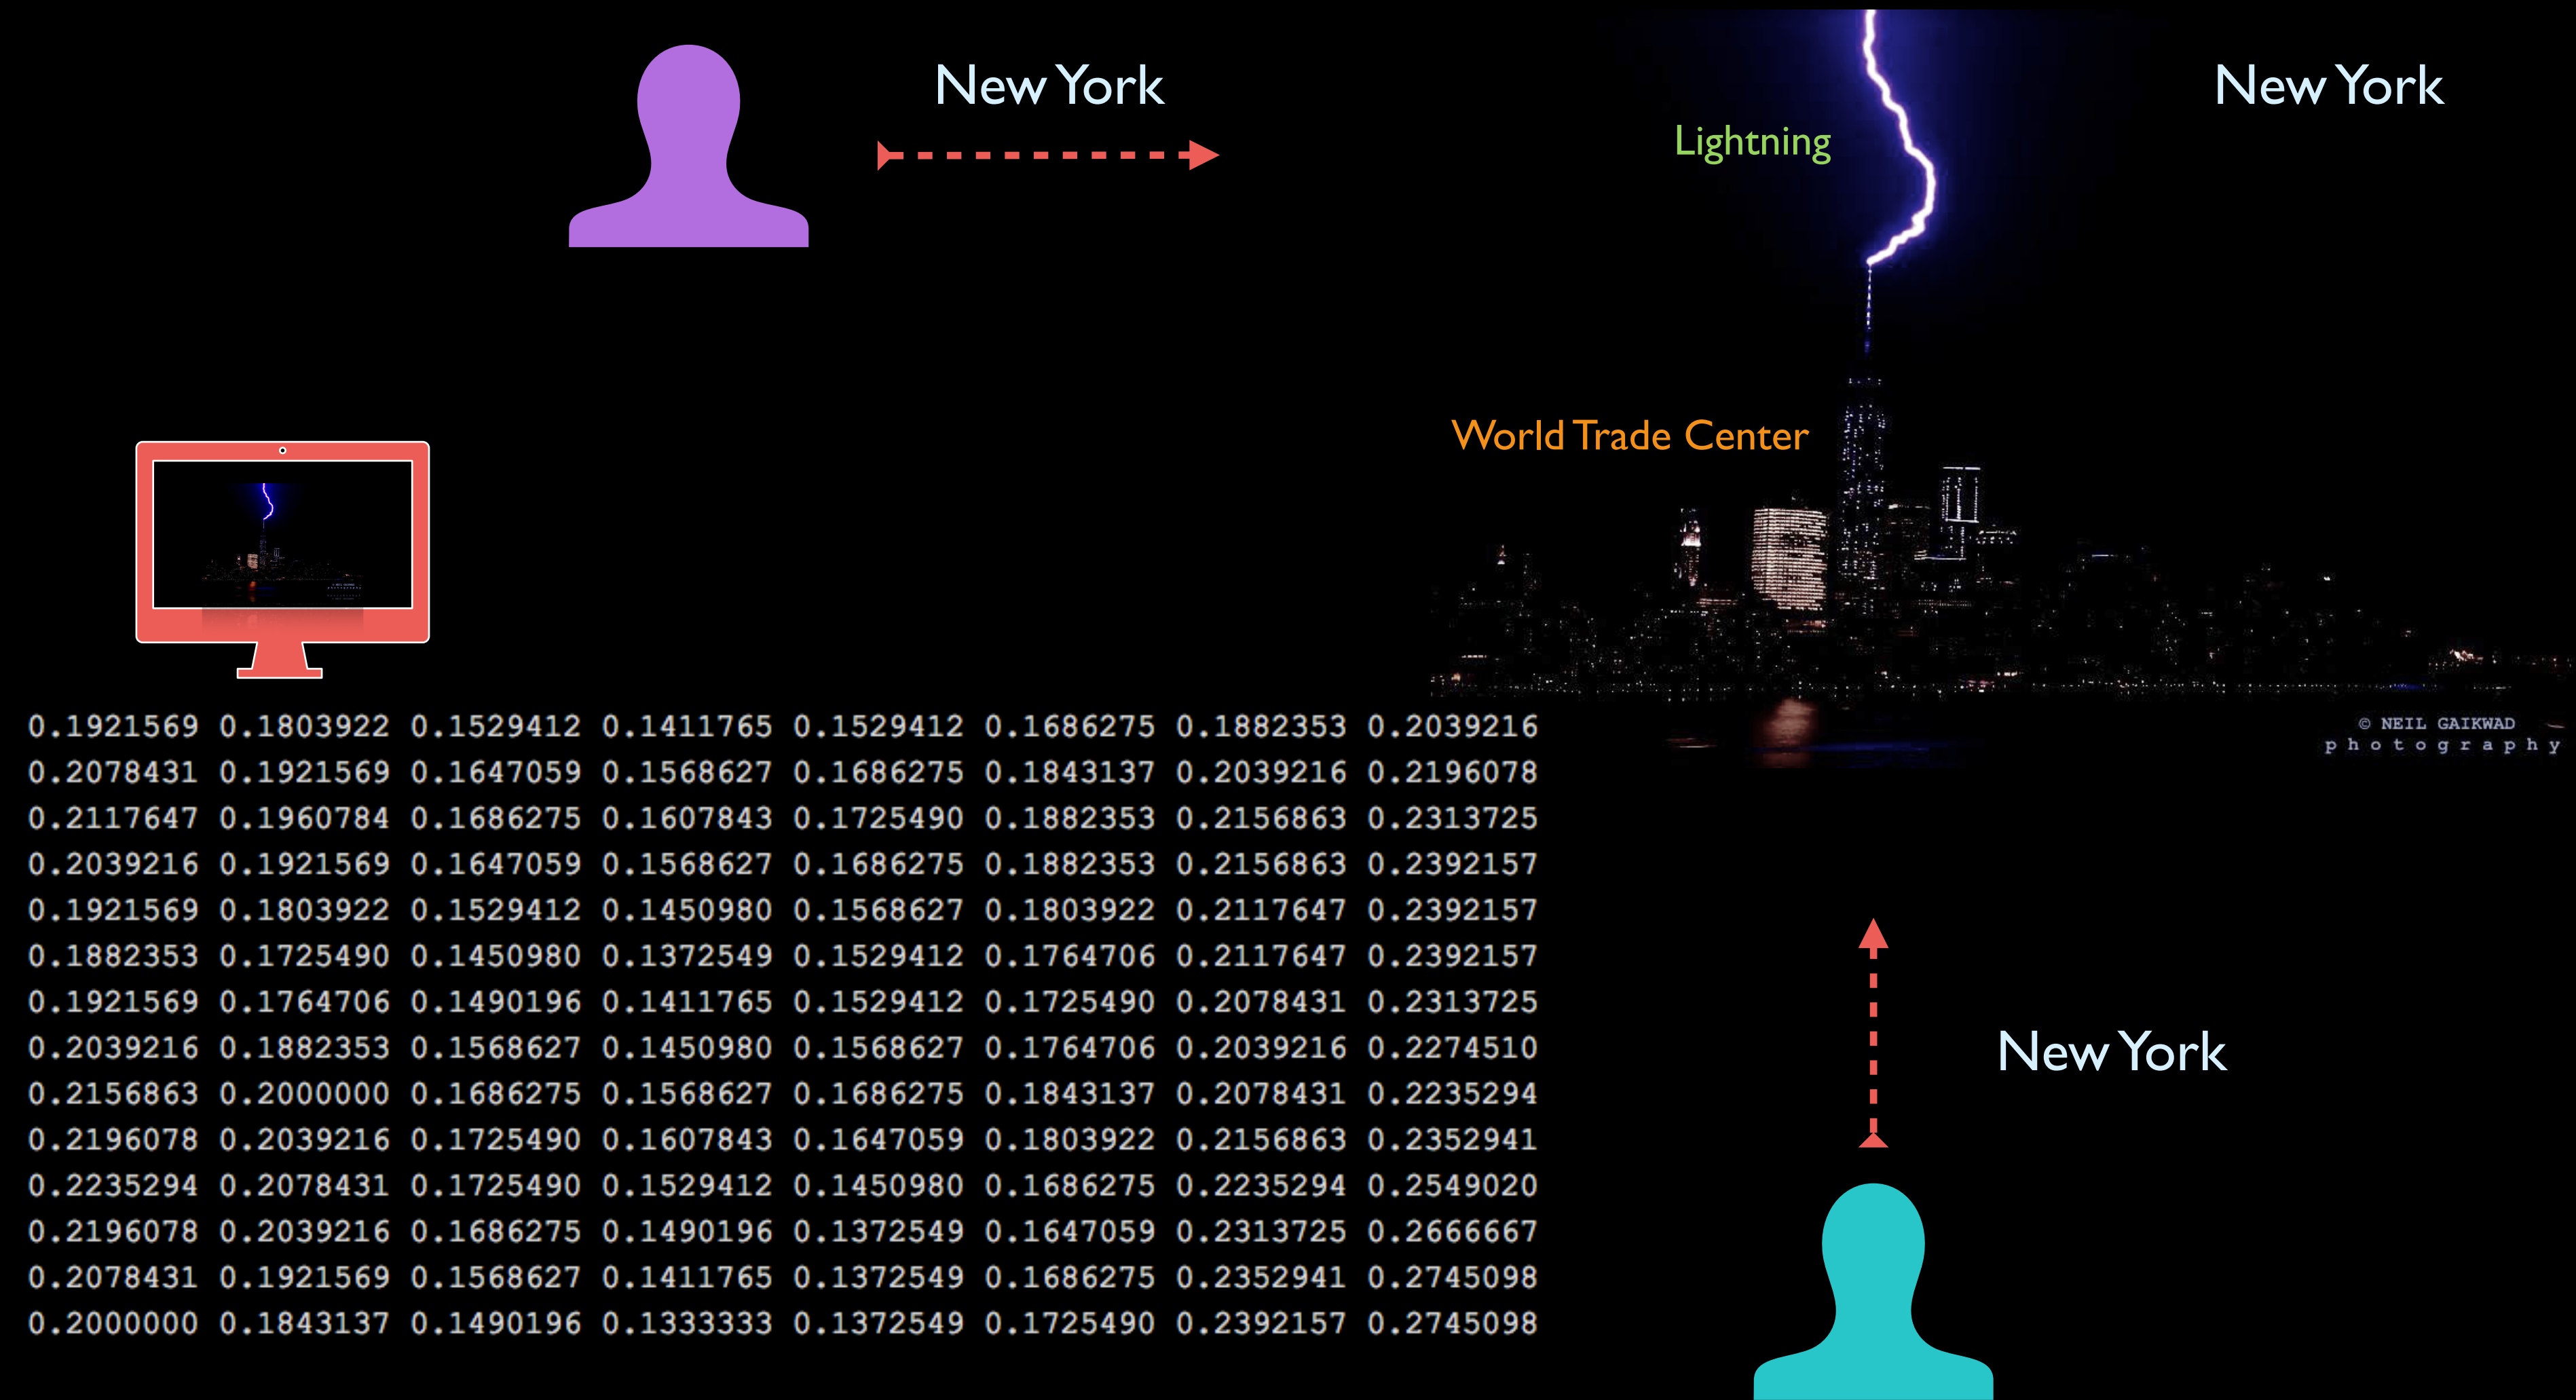 New York
New York
Lightning
World Trade Center
0.1921569 0.1803922 0.1529412 0.1411765 0.1529412 0.1686275 0.1882353 0.2039216
0.2078431 0.1921569 0.1647059 0.1568627 0.1686275 0.1843137 0.2039216 0.2196078
0.2117647 0.1960784 0.1686275 0.1607843 0.1725490 0.1882353 0.2156863 0.2313725
0.2039216 0.1921569 0.1647059 0.1568627 0.1686275 0.1882353 0.2156863 0.2392157
0.1921569 0.1803922 0.1529412 0.1450980 0.1568627 0.1803922 0.2117647 0.2392157
0.1882353 0.1725490 0.1450980 0.1372549 0.1529412 0.1764706 0.2117647 0.2392157
0.1921569 0.1764706 0.1490196 0.1411765 0.1529412 0.1725490 0.2078431 0.2313725
0.2039216 0.1882353 0.1568627 0.1450980 0.1568627 0.1764706 0.2039216 0.2274510
0.2156863 0.2000000 0.1686275 0.1568627 0.1686275 0.1843137 0.2078431 0.2235294
0.2196078 0.2039216 0.1725490 0.1607843 0.1647059 0.1803922 0.2156863 0.2352941
0.2235294 0.2078431 0.1725490 0.1529412 0.1450980 0.1686275 0.2235294 0.2549020
0.2196078 0.2039216 0.1686275 0.1490196 0.1372549 0.1647059 0.2313725 0.2666667
0.2078431 0.1921569 0.1568627 0.1411765 0.1372549 0.1686275 0.2352941 0.2745098
0.2000000 0.1843137 0.1490196 0.1333333 0.1372549 0.1725490 0.2392157 0.2745098
© NEIL GAIKWAD
photography
New York